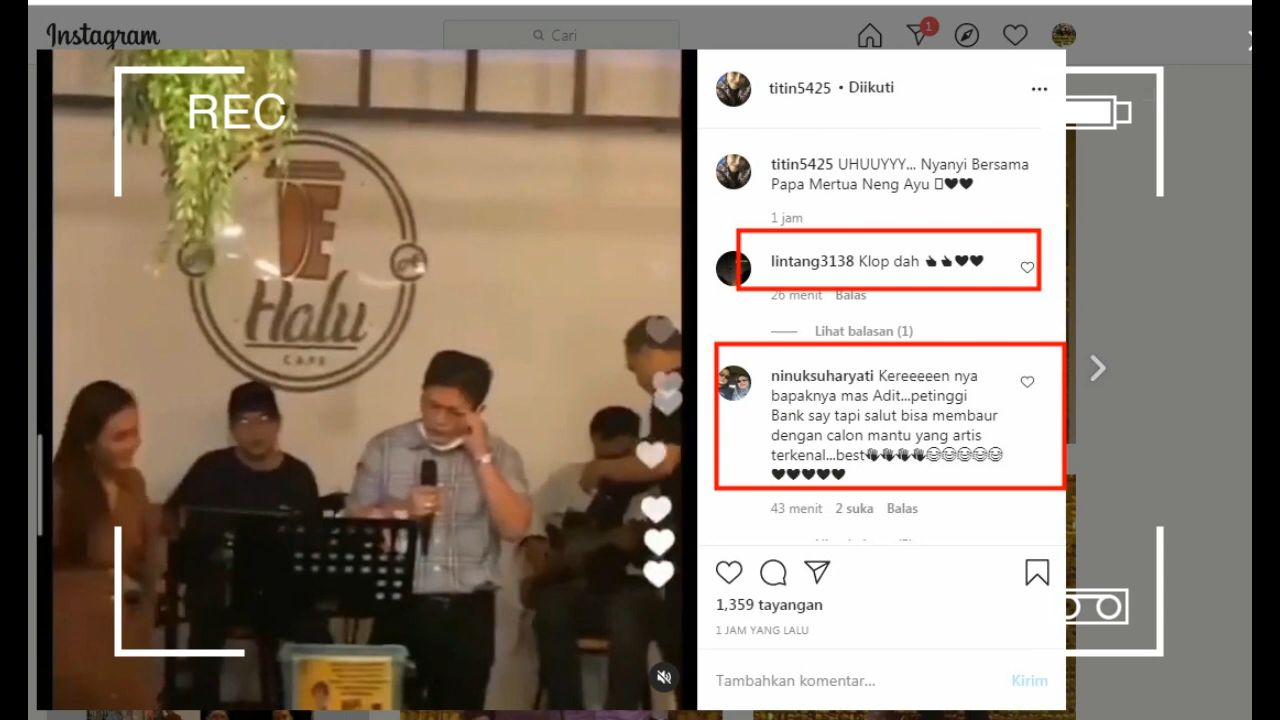 Instagram
Cari
1
REC
E
Halu
CAFE
titin5425 • Diikuti
titin5425 UHUUYYY... Nyanyi Bersama
Papa Mertua Neng Ayu 🖤🖤
1 jam
lintang3138 Klop dah 👆👆🖤🖤
26 menit Balas
Lihat balasan (1)
ninuksuharyati Kereeeeen nya
bapaknya mas Adit...petinggi
Bank say tapi salut bisa membaur
dengan calon mantu yang artis
terkenal...best👏👏👏👏😂😂😂😂😂
🖤🖤🖤🖤🖤
43 menit 2 suka Balas
1,359 tayangan
1 JAM YANG LALU
Tambahkan komentar...
Kirim